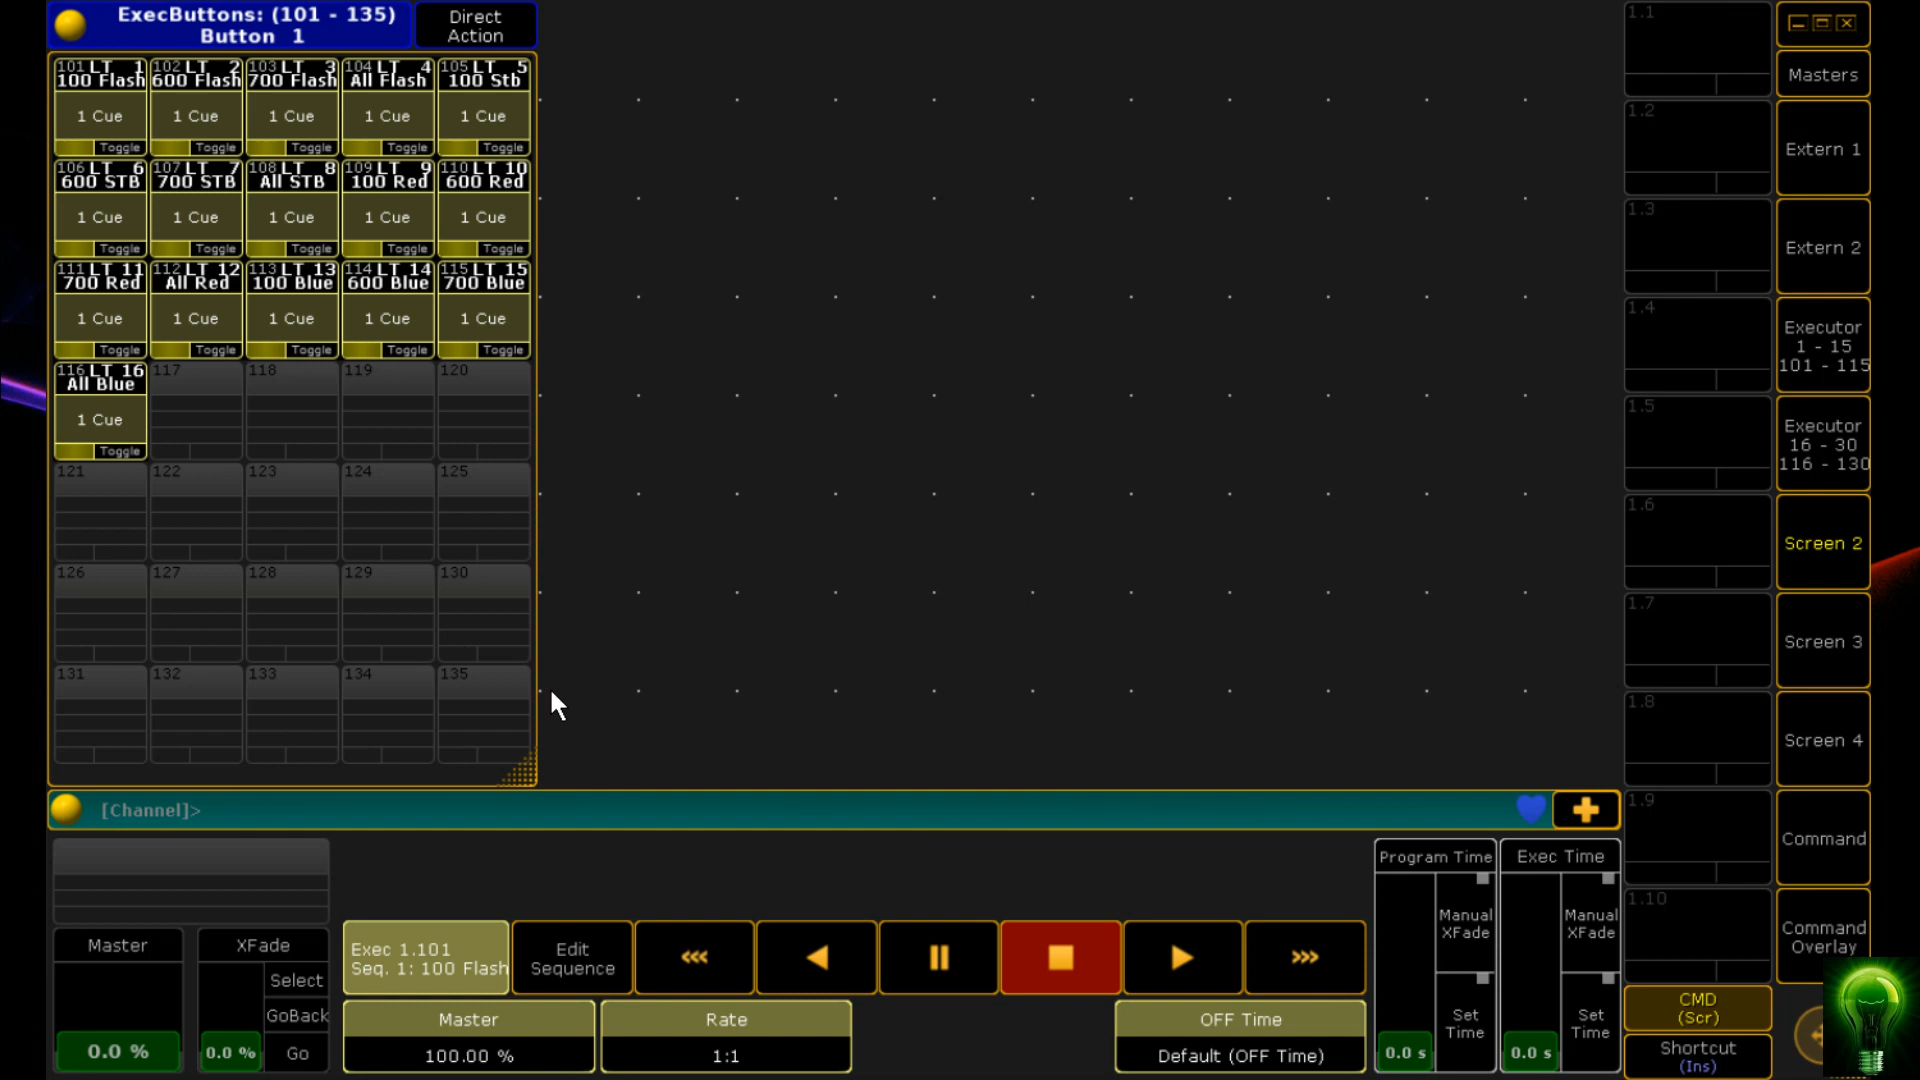 ExecButtons: (101 - 135)
Button 1
Direct
Action
101 LT 1
100 Flash
1 Cue
Toggle
102 LT 2
600 Flash
1 Cue
Toggle
103 LT 3
700 Flash
1 Cue
Toggle
104 LT 4
All Flash
1 Cue
Toggle
105 LT 5
100 Stb
1 Cue
Toggle
106 LT 6
600 STB
1 Cue
Toggle
107 LT 7
700 STB
1 Cue
Toggle
108 LT 8
All STB
1 Cue
Toggle
109 LT 9
100 Red
1 Cue
Toggle
110 LT 10
600 Red
1 Cue
Toggle
111 LT 11
700 Red
1 Cue
Toggle
112 LT 12
All Red
1 Cue
Toggle
113 LT 13
100 Blue
1 Cue
Toggle
114 LT 14
600 Blue
1 Cue
Toggle
115 LT 15
700 Blue
1 Cue
Toggle
116 LT 16
All Blue
1 Cue
Toggle
117
118
119
120
121
122
123
124
125
126
127
128
129
130
131
132
133
134
135
[Channel]>
Master
0.0 %
XFade
0.0 %
Select
GoBack
Go
Exec 1.101
Seq. 1: 100 Flash
Edit
Sequence
Master
100.00 %
Rate
1:1
OFF Time
Default (OFF Time)
Program Time
Manual
XFade
Set
Time
0.0 s
Exec Time
Manual
XFade
Set
Time
0.0 s
1.1
1.2
1.3
1.4
1.5
1.6
1.7
1.8
1.9
1.10
CMD
(Scr)
Shortcut
(Ins)
Masters
Extern 1
Extern 2
Executor
1 - 15
101 - 115
Executor
16 - 30
116 - 130
Screen 2
Screen 3
Screen 4
Command
Command
Overlay